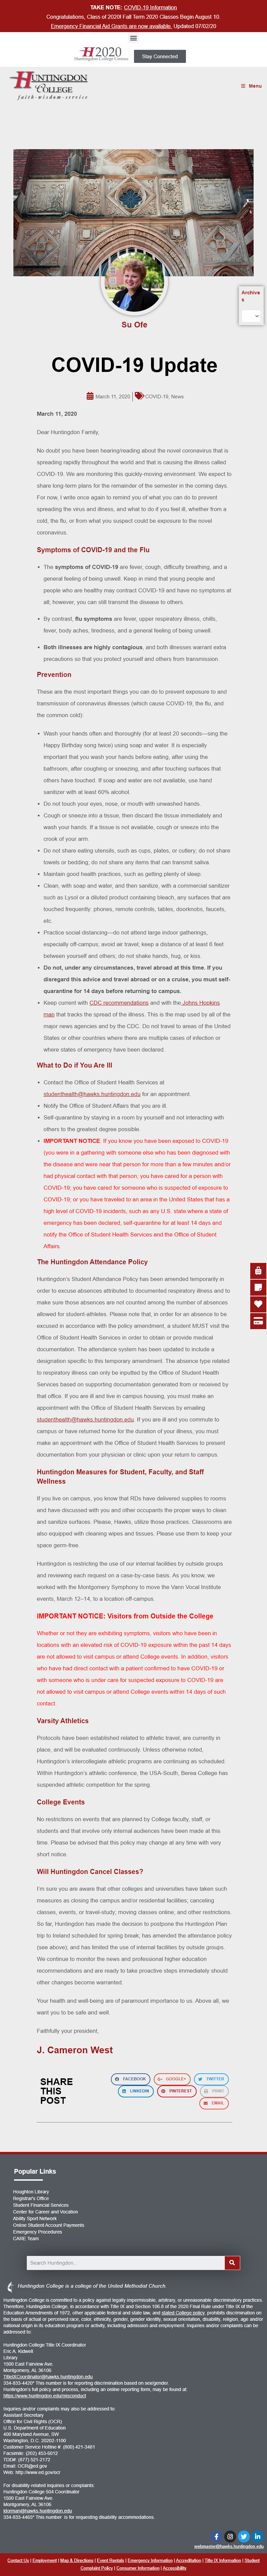 TAKE NOTE: COVID-19 Information
Congratulations, Class of 2020! Fall Term 2020 Classes Begin August 10.
Emergency Financial Aid Grants are now available. Updated 07/02/20
H2020
Huntingdon College Census
Stay Connected
HUNTINGDON
COLLEGE
faith·wisdom·service
Menu
Archive
s
Su Ofe
COVID-19 Update
March 11, 2020
COVID-19, News
March 11, 2020
Dear Huntingdon Family,
No doubt you have been hearing/reading about the novel coronavirus that is
spreading rapidly throughout the world and that is causing the illness called
COVID-19. We are monitoring this situation quickly-morphing situation closely.
For now, I write once again to remind you of what you can do to prevent
spreading the virus and illness, and what to do if you feel ill, whether from a
cold, the flu, or from what you suspect could be exposure to the novel
coronavirus.
Symptoms of COVID-19 and the Flu
The symptoms of COVID-19 are fever, cough, difficulty breathing, and a
general feeling of being unwell. Keep in mind that young people and people
who are healthy may contract COVID-19 and have no symptoms at
all; however, you can still transmit the disease to others.
By contrast, flu symptoms are fever, upper respiratory illness, chills,
fever, body aches, tiredness, and a general feeling of being unwell.
Both illnesses are highly contagious, and both illnesses warrant extra
precaution so that you protect yourself and others from transmission.
Prevention
These are the most important things you can do to prevent exposure to and
transmission of coronavirus illnesses (which cause COVID-19), the flu, and
the common cold):
Wash your hands often and thoroughly (for at least 20 seconds—sing the
Happy Birthday song twice) using soap and water. It is especially
important that you wash your hands before eating, after using the
bathroom, after you cough or sneeze, and after touching surfaces that
others have touched. If soap and water are not available, use hand
sanitizer with at least 60% alcohol.
Do not touch your eyes, nose, or mouth with unwashed hands.
Cough or sneeze into a tissue, then discard the tissue immediately and
wash your hands. If a tissue is not available, cough or sneeze into the
crook of your arm.
Do not share eating utensils, such as cups, plates, or cutlery; do not share
towels or bedding; do not share any items that can transmit saliva.
Maintain good health practices, such as getting plenty of sleep.
Clean, with soap and water, and then sanitize, with a commercial sanitizer
such as Lysol or a diluted product containing bleach, any surfaces that are
touched frequently: phones, remote controls, tables, doorknobs, faucets,
etc.
Practice social distancing—do not attend large indoor gatherings,
especially off-campus, avoid air travel, keep a distance of at least 6 feet
between yourself and others; do not shake hands, hug, or kiss.
Do not, under any circumstances, travel abroad at this time. If you
disregard this advice and travel abroad or on a cruise, you must self-
quarantine for 14 days before returning to campus.
Keep current with CDC recommendations and with the Johns Hopkins
map that tracks the spread of this illness. This is the map used by all of the
major news agencies and by the CDC. Do not travel to areas of the United
States with high incidence of outbreak or to cities, counties, or areas
where states of emergency have been declared.
What to Do if You Are Ill
Contact the Office of Student Health Services at
studenthealth@hawks.huntingdon.edu for an appointment.
Notify the Office of Student Affairs that you are ill.
Self-quarantine by staying in a room by yourself and not interacting with
others to the greatest degree possible.
IMPORTANT NOTICE: If you know you have been exposed to COVID-19
(you were in a gathering with someone else who has been diagnosed with
the disease and were near that person for more than a few minutes and/or
had physical contact with that person, you have cared for a person with
COVID-19; you have cared for someone who is suspected of exposure to
COVID-19; or you have traveled to an area in the United States that has a
high level of COVID-19 incidents, such as any U.S. state where a state of
emergency has been declared, self-quarantine for at least 14 days and
notify the Office of Student Health Services and the Office of Student
Affairs.
The Huntingdon Attendance Policy
Huntingdon's Student Attendance Policy has been amended temporarily in
order to excuse absences attributed to documented respiratory illness and to
make sure those absences are not counted among the number of absences
allowed for student athletes. Please note that, in order for an absence to be
excused in accordance with the policy amendment, a student MUST visit the
Office of Student Health Services in order to obtain or provide medical
documentation. The attendance system has been updated to include a
designation specific to this temporary amendment. The absence type related
to respiratory illness can only be inputted by the Office of Student Health
Services based on supporting documentation generated from or received by
that office. If you are ill and live in campus housing, you must make an
appointment with the Office of Student Health Services by emailing
studenthealth@hawks.huntingdon.edu. If you are ill and you commute to
campus or have returned home for the duration of your illness, you must
make an appointment with the Office of Student Health Services to present
documentation from your physician or clinic upon your return to campus.
Huntingdon Measures for Student, Faculty, and Staff
Wellness
If you live on campus, you know that RDs have delivered supplies to rooms
and have discussed with you and other occupants the proper ways to clean
and sanitize surfaces. Please, Hawks, utilize those practices. Classrooms are
also equipped with cleaning wipes and tissues. Please use them to keep your
space germ-free.
Huntingdon is restricting the use of our internal facilities by outside groups
and reviewing each request on a case-by-case basis. As you know, we
worked with the Montgomery Symphony to move the Vann Vocal Institute
events, March 12–14, to a location off-campus.
IMPORTANT NOTICE: Visitors from Outside the College
Whether or not they are exhibiting symptoms, visitors who have been in
locations with an elevated risk of COVID-19 exposure within the past 14 days
are not allowed to visit campus or attend College events. In addition, visitors
who have had direct contact with a patient confirmed to have COVID-19 or
with someone who is under care for suspected exposure to COVID-19 are
not allowed to visit campus or attend College events within 14 days of such
contact.
Varsity Athletics
Protocols have been established related to athletic travel, are currently in
place, and will be evaluated continuously. Unless otherwise noted,
Huntingdon's intercollegiate athletic programs are continuing as scheduled.
Within Huntingdon's athletic conference, the USA-South, Berea College has
suspended athletic competition for the spring.
College Events
No restrictions on events that are planned by College faculty, staff, or
students and that involve only internal audiences have been made at this
time. Please be advised that this policy may change at any time with very
short notice.
Will Huntingdon Cancel Classes?
I'm sure you are aware that other colleges and universities have taken such
measures as closing the campus and/or moving classes online; canceling
classes, events, or travel-study; canceling orientation, previews, and so on.
So far, Huntingdon has made the decision to postpone our Huntingdon Plan
trip to Ireland scheduled for spring break; has amended the attendance policy
(see above); and has limited the use of internal facilities by outside groups.
We more decisions are to come. We will continue to monitor the news and
recommendations and are ready to take proactive steps immediately should
other changes become warranted.
Your health and well-being are of paramount importance to us. Above all, we
want you to be safe and well.
Faithfully your president,
J. Cameron West
SHARE
THIS
POST
FACEBOOK
GOOGLE+
TWITTER
LINKEDIN
PINTEREST
PRINT
EMAIL
Popular Links
Houghton Library
Registrar's Office
Student Financial Services
Center for Career and Vocation
Ability Sport Network
Online Student Account Payments
Emergency Procedures
CARE Team
Search Huntingdon...
Huntingdon College is a college of the United Methodist Church.
Huntingdon College is committed to a policy against legally impermissible, arbitrary, or unreasonable discriminatory practices.
Therefore, Huntingdon College, in accordance with Title IX and Section 106.8 of the 2020 Final Rule under Title IX of the
Education Amendments of 1972, other applicable federal and state law, and stated College policy, prohibits discrimination on
the basis of actual or perceived race, color, ethnicity, gender, gender identity, sexual orientation, disability, religion, age and/or
national origin in its education program or activity and admissions and employment. Inquiries and/or complaints can be
addressed to:
Huntingdon College Title IX Coordinator
Eric A. Kidwell
Library
1500 East Fairview Ave.
Montgomery, AL 36106
TitleIXCoordinator@hawks.huntingdon.edu
334-833-4420* This number is for reporting discrimination based on sex/gender.
Huntingdon's full policy and process, including an online reporting form, may be found at:
https://www.huntingdon.edu/misconduct
Inquiries and/or complaints may also be addressed to:
Assistant Secretary
Office for Civil Rights (OCR)
U.S. Department of Education
400 Maryland Avenue, SW
Washington, D.C. 20202-1100
Customer Service Hotline #: (800) 421-3481
Facsimile: (202) 453-6012
TDD#: (877) 521-2172
Email: OCR@ed.gov
Web: http://www.ed.gov/ocr
For disability-related inquiries or complaints:
Huntingdon College 504 Coordinator
Montgomery, AL 36106
ldorman@hawks.huntingdon.edu
334-833-4465* This number is for reporting disability accommodations.
webmaster@hawks.huntingdon.edu
Contact Us | Employment | Map & Directions | Event Rentals | Emergency Information | Accreditation | Title IX Information | Student
Complaint Policy | Consumer Information | Accessibility